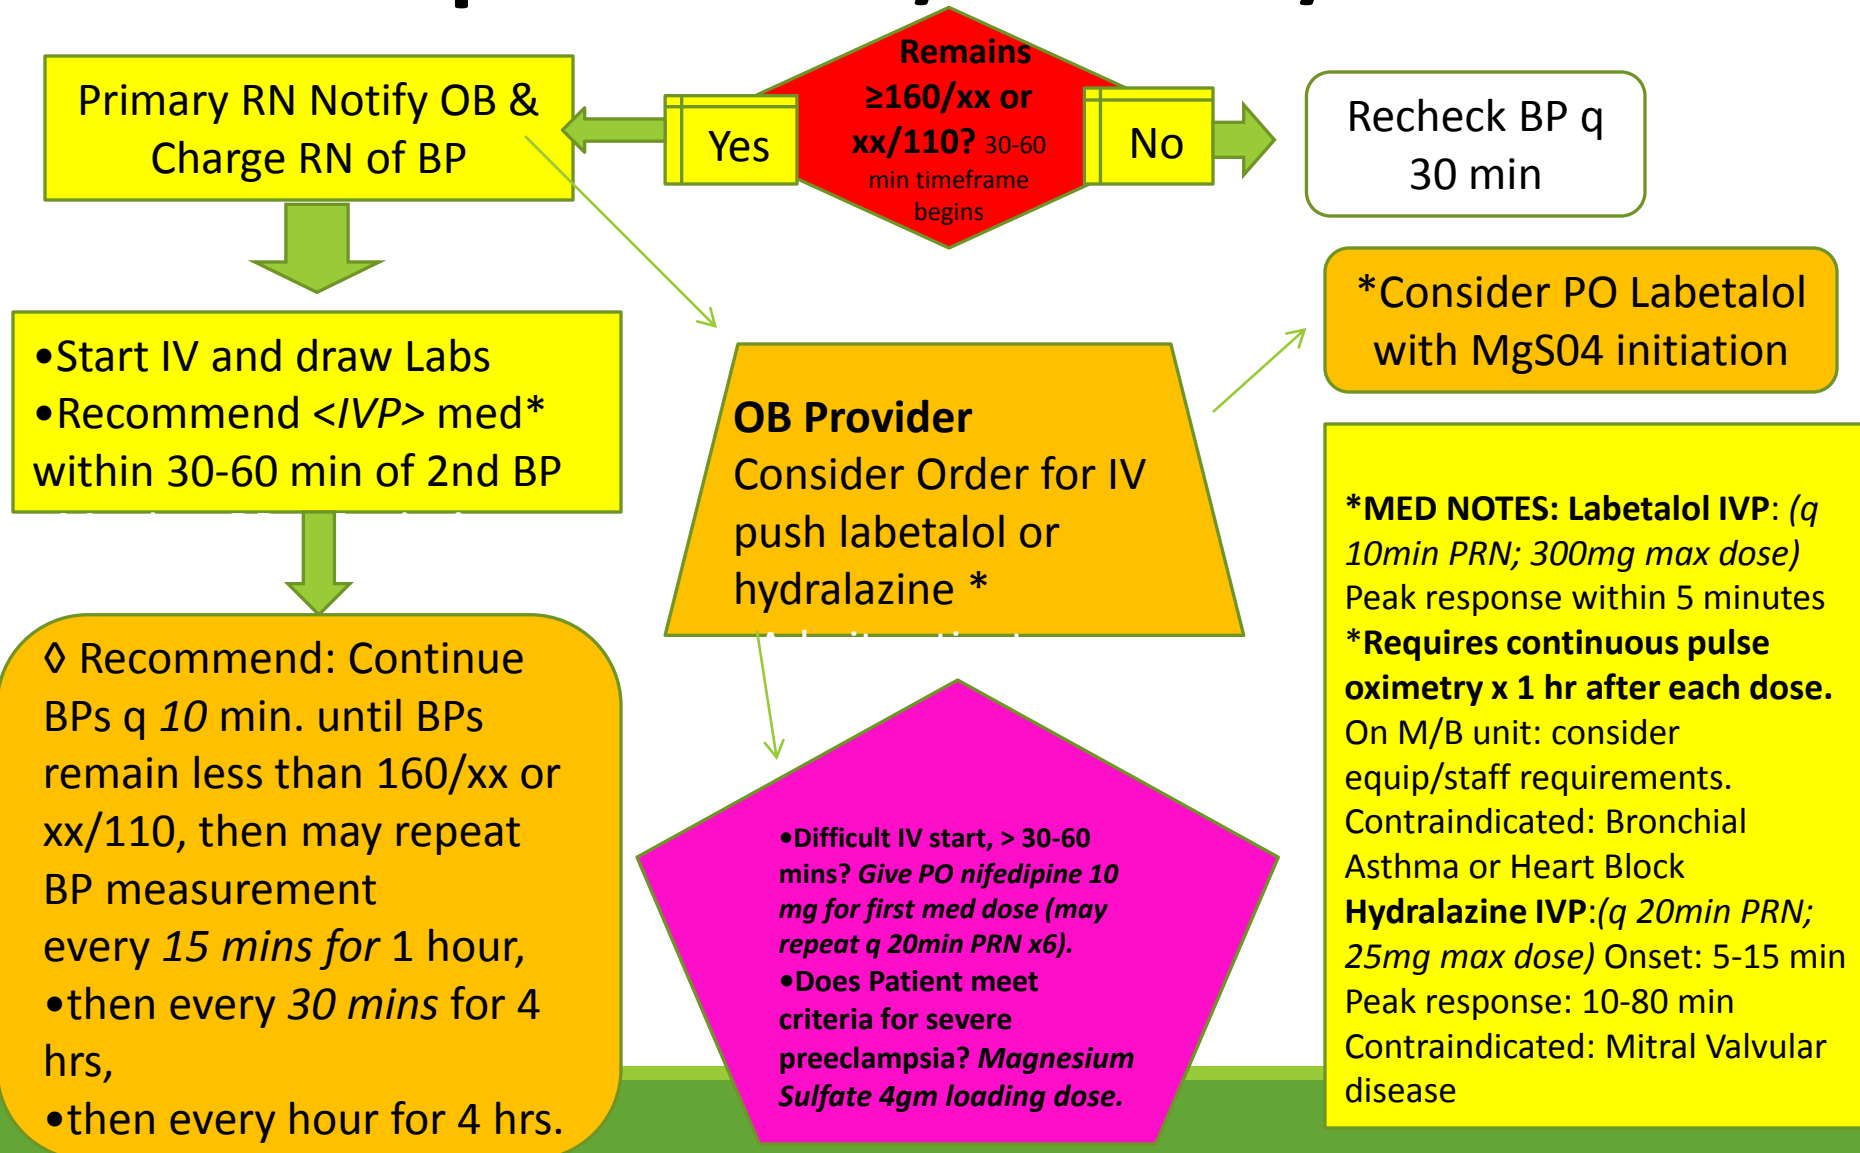 Remains
≥160/xx or
xx/110? 30-60
min timeframe
begins
Yes
No
Primary RN Notify OB &
Charge RN of BP
Recheck BP q
30 min
•Start IV and draw Labs
•Recommend <IVP> med*
within 30-60 min of 2nd BP
OB Provider
Consider Order for IV
push labetalol or
hydralazine *
*Consider PO Labetalol
with MgS04 initiation
◊ Recommend: Continue
BPs q 10 min. until BPs
remain less than 160/xx or
xx/110, then may repeat
BP measurement
every 15 mins for 1 hour,
•then every 30 mins for 4
hrs,
•then every hour for 4 hrs.
•Difficult IV start, > 30-60
mins? Give PO nifedipine 10
mg for first med dose (may
repeat q 20min PRN x6).
•Does Patient meet
criteria for severe
preeclampsia? Magnesium
Sulfate 4gm loading dose.
*MED NOTES: Labetalol IVP: (q
10min PRN; 300mg max dose)
Peak response within 5 minutes
*Requires continuous pulse
oximetry x 1 hr after each dose.
On M/B unit: consider
equip/staff requirements.
Contraindicated: Bronchial
Asthma or Heart Block
Hydralazine IVP:(q 20min PRN;
25mg max dose) Onset: 5-15 min
Peak response: 10-80 min
Contraindicated: Mitral Valvular
disease